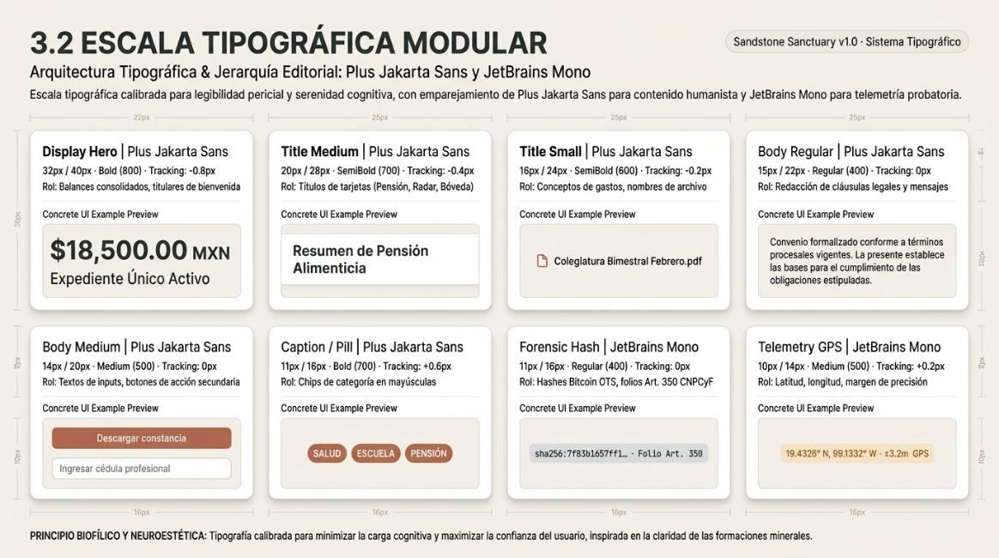 3.2 ESCALA TIPOGRÁFICA MODULAR
Sandstone Sanctuary v1.0 · Sistema Tipográfico
Arquitectura Tipográfica & Jerarquía Editorial: Plus Jakarta Sans y JetBrains Mono
Escala tipográfica calibrada para legibilidad pericial y serenidad cognitiva, con emparejamiento de Plus Jakarta Sans para contenido humanista y JetBrains Mono para telemetría probatoria.
22px
25px
25px
25px
Display Hero | Plus Jakarta Sans
32px / 40px · Bold (800) · Tracking: -0.8px
Rol: Balances consolidados, titulares de bienvenida
Concrete UI Example Preview
$18,500.00 MXN
Expediente Único Activo
Title Medium | Plus Jakarta Sans
20px / 28px · SemiBold (700) · Tracking: -0.4px
Rol: Títulos de tarjetas (Pensión, Radar, Bóveda)
Concrete UI Example Preview
Resumen de Pensión
Alimenticia
Title Small | Plus Jakarta Sans
16px / 24px · SemiBold (600) · Tracking: -0.2px
Rol: Conceptos de gastos, nombres de archivo
Concrete UI Example Preview
Coleglatura Bimestral Febrero.pdf
Body Regular | Plus Jakarta Sans
15px / 22px · Regular (400) · Tracking: 0px
Rol: Redacción de cláusulas legales y mensajes
Concrete UI Example Preview
Convenio formalizado conforme a términos
procesales vigentes. La presente establece
las bases para el cumplimiento de las
obligaciones estipuladas.
Body Medium | Plus Jakarta Sans
14px / 20px · Medium (500) · Tracking: 0px
Rol: Textos de inputs, botones de acción secundaria
Concrete UI Example Preview
Descargar constancia
Ingresar cédula profesional
Caption / Pill | Plus Jakarta Sans
11px / 16px · Bold (700) · Tracking: +0.6px
Rol: Chips de categoría en mayúsculas
Concrete UI Example Preview
SALUD ESCUELA PENSIÓN
Forensic Hash | JetBrains Mono
11px / 16px · Regular (400) · Tracking: 0px
Rol: Hashes Bitcoin OTS, folios Art. 350 CNPCyF
Concrete UI Example Preview
sha256:7f83b1657ff1… · Folio Art. 350
Telemetry GPS | JetBrains Mono
10px / 14px · Medium (500) · Tracking: +0.2px
Rol: Latitud, longitud, margen de precisión
Concrete UI Example Preview
19.4326° N, 99.1332° W · ±3.2m GPS
16px
16px
16px
16px
PRINCIPIO BIOFÍLICO Y NEUROESTÉTICA: Tipografía calibrada para minimizar la carga cognitiva y maximizar la confianza del usuario, inspirada en la claridad de las formaciones minerales.